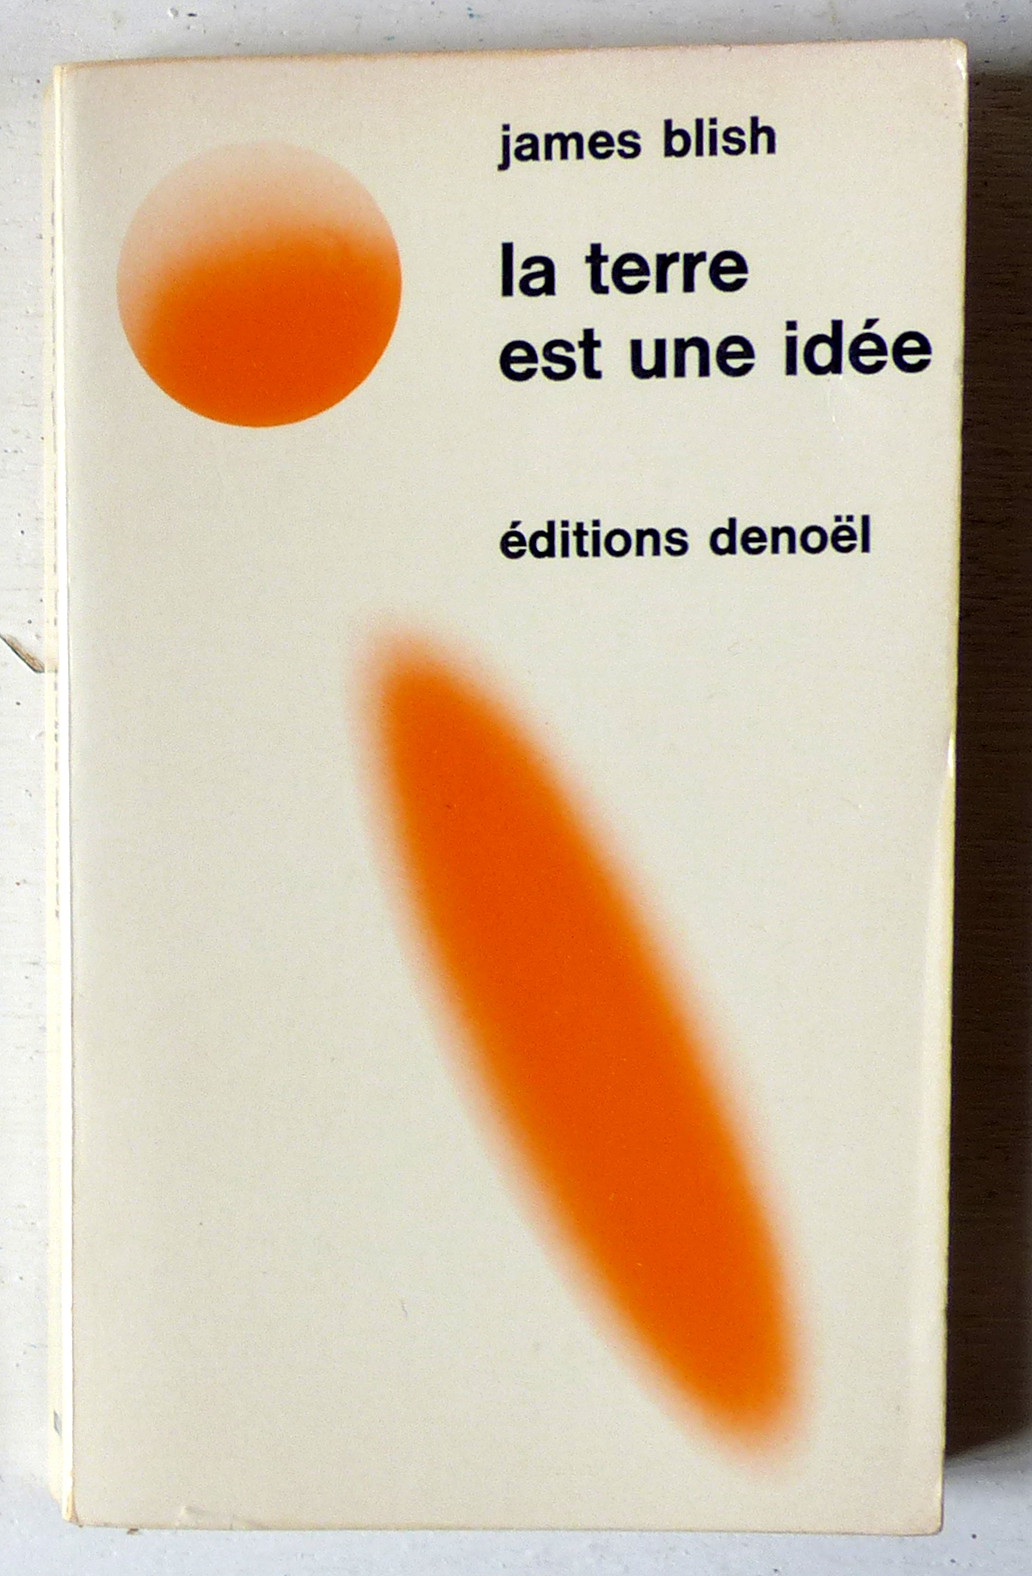 james blish
la terre
est une idée
éditions denoël